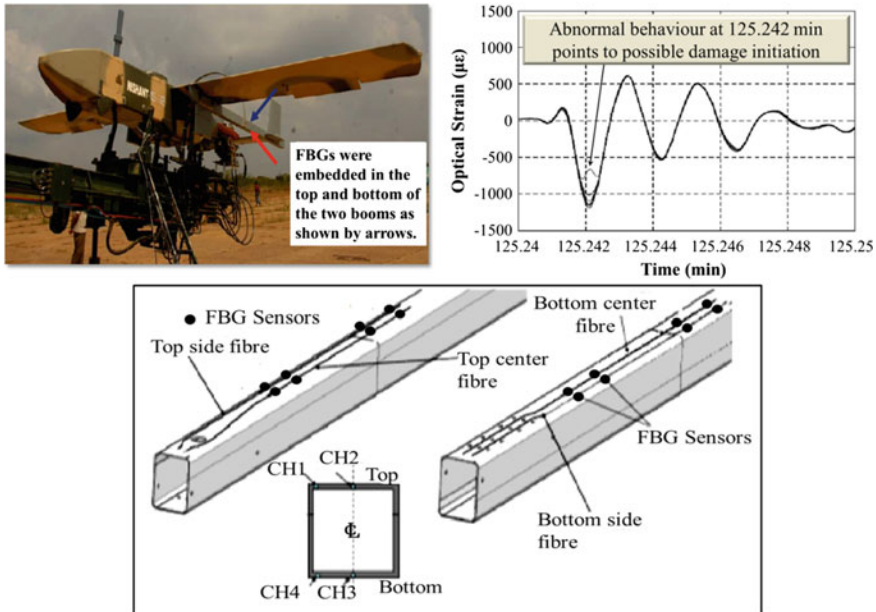 NISHANT
FBGs were
embedded in the
top and bottom of
the two booms as
shown by arrows.
Abnormal behaviour at 125.242 min
points to possible damage initiation
Optical Strain (με)
1500
1000
500
0
-500
-1000
-1500
125.24
125.242
125.244
125.246
125.248
125.25
Time (min)
FBG Sensors
Top side fibre
Top center
fibre
Bottom center
fibre
FBG Sensors
Bottom side
fibre
CH1
CH2
Top
℄
CH4
CH3
Bottom